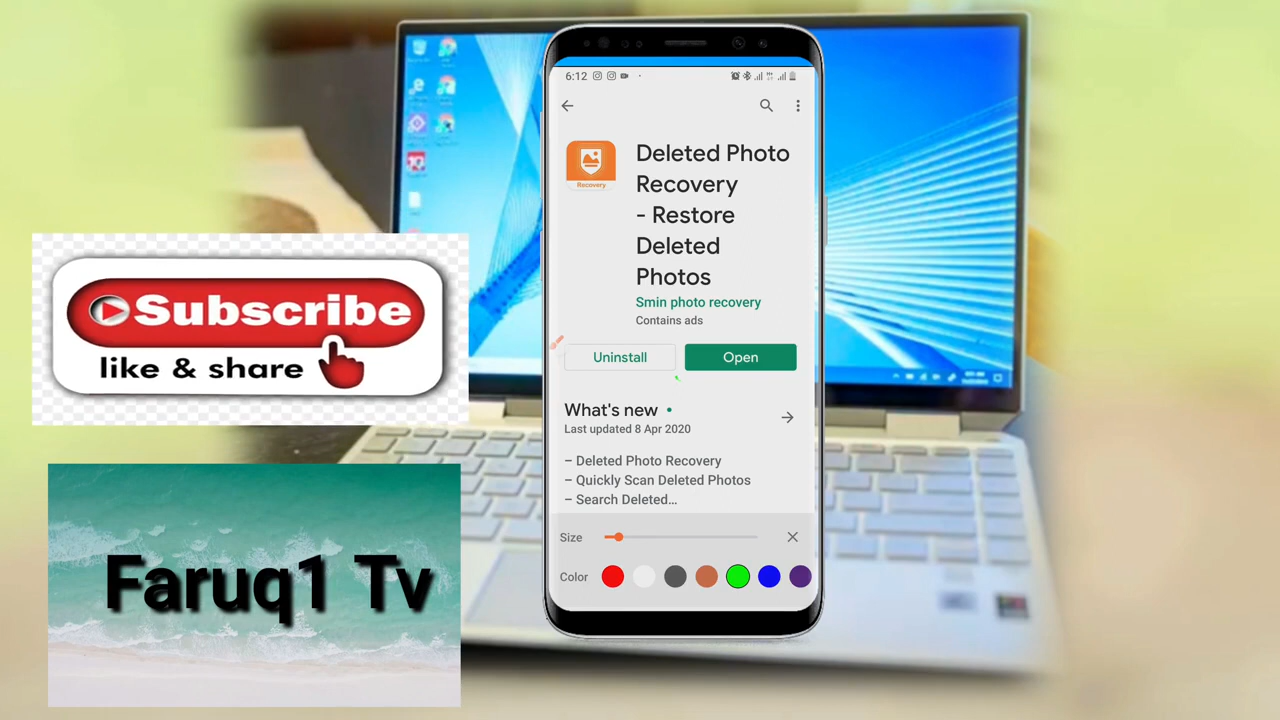 6:12
Deleted Photo
Recovery
- Restore
Deleted
Photos
Recovery
Smin photo recovery
Contains ads
Uninstall
Open
What's new
Last updated 8 Apr 2020
– Deleted Photo Recovery
– Quickly Scan Deleted Photos
– Search Deleted...
Size
Color
Subscribe
like & share
Faruq1 Tv